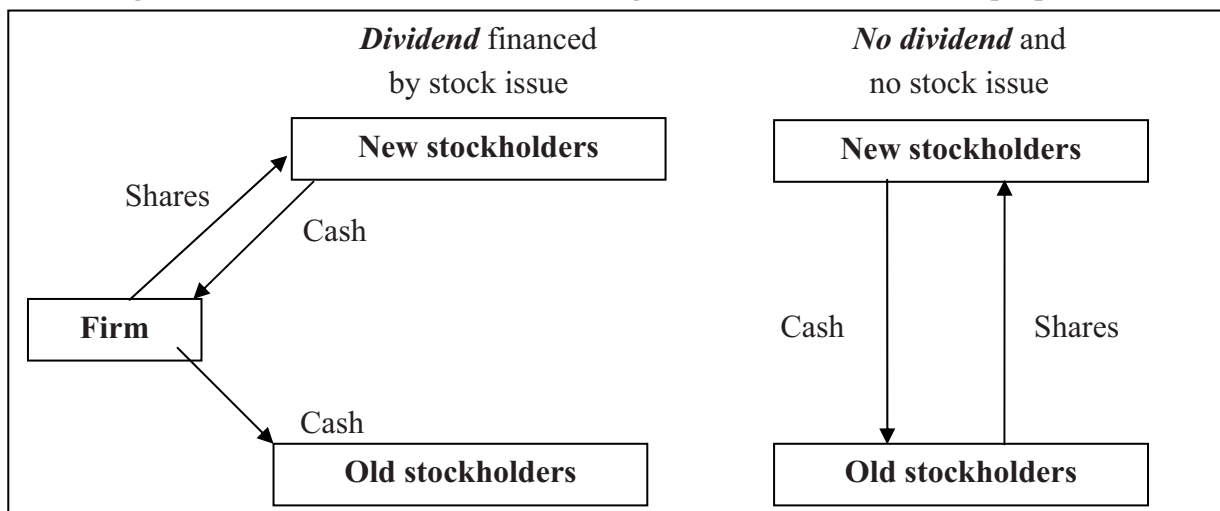 Dividend financed
by stock issue
No dividend and
no stock issue
New stockholders
New stockholders
Shares
Cash
Firm
Cash
Shares
Cash
Old stockholders
Old stockholders